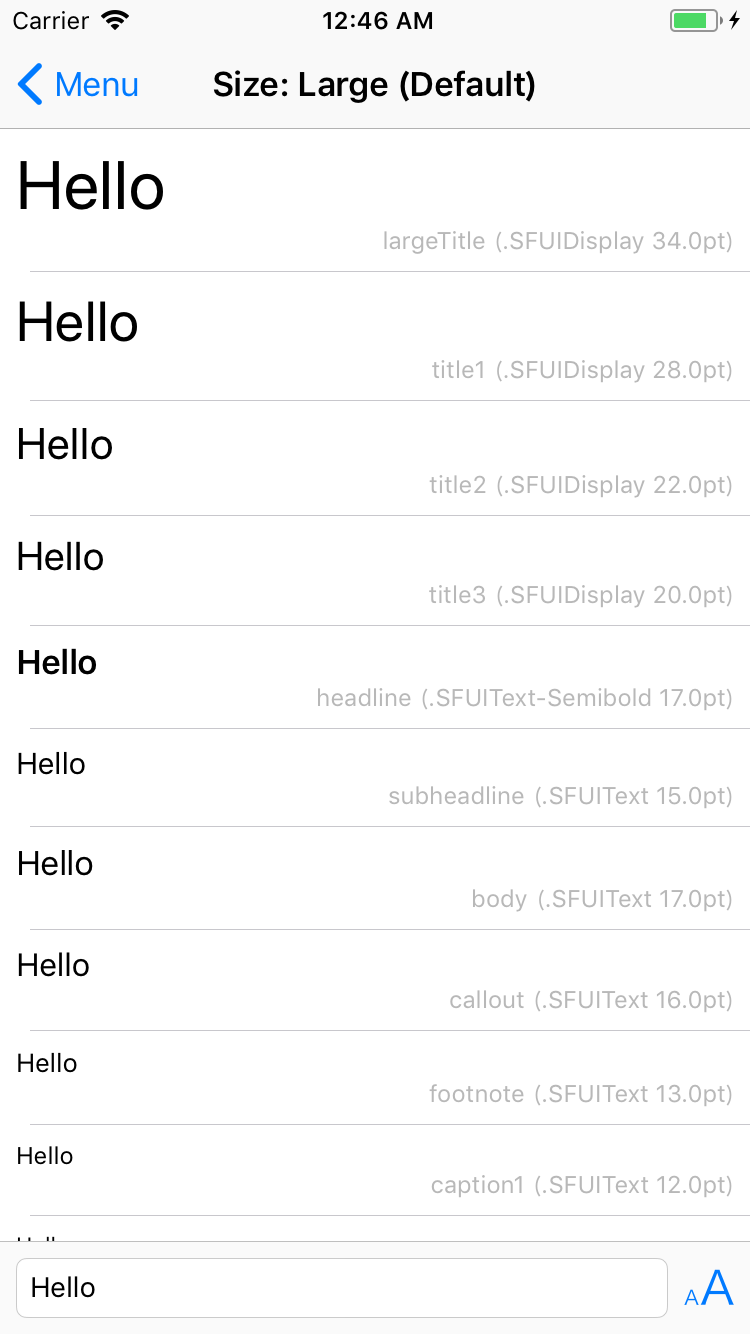 Carrier 12:46 AM
Menu Size: Large (Default)
Hello
largeTitle (.SFUIDisplay 34.0pt)
Hello
title1 (.SFUIDisplay 28.0pt)
Hello
title2 (.SFUIDisplay 22.0pt)
Hello
title3 (.SFUIDisplay 20.0pt)
Hello
headline (.SFUIText-Semibold 17.0pt)
Hello
subheadline (.SFUIText 15.0pt)
Hello
body (.SFUIText 17.0pt)
Hello
callout (.SFUIText 16.0pt)
Hello
footnote (.SFUIText 13.0pt)
Hello
caption1 (.SFUIText 12.0pt)
Hello AA